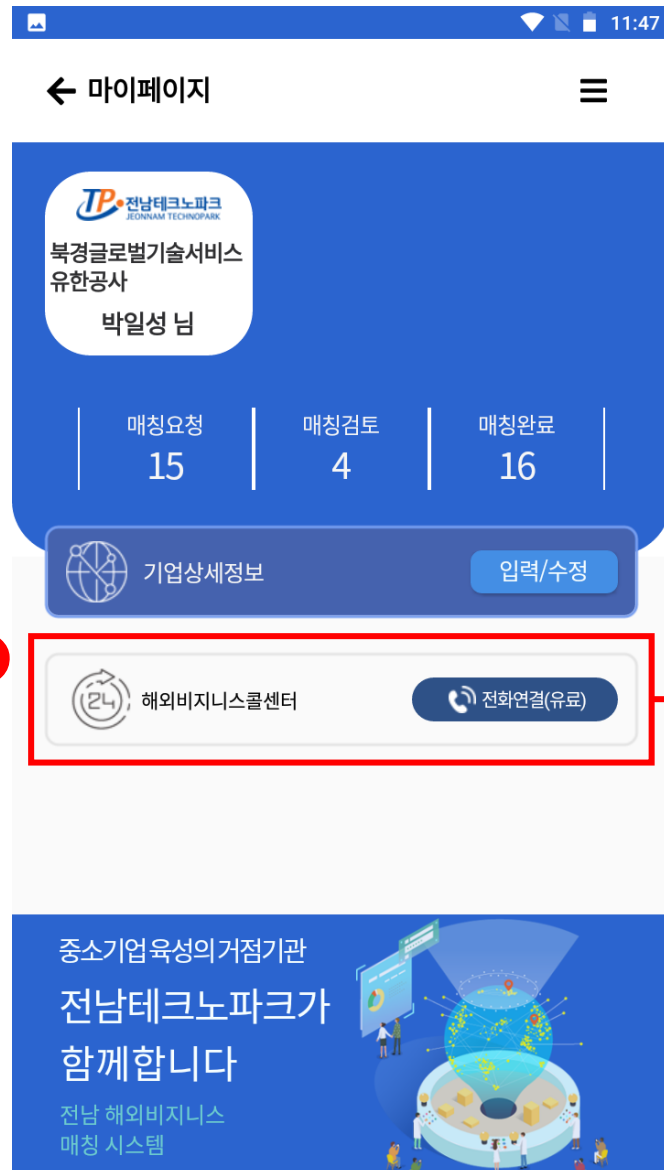 11:47
마이페이지
TP 전남테크노파크
JEONNAM TECHNOPARK
북경글로벌기술서비스
유한공사
박일성 님
매칭요청 매칭검토 매칭완료
15 4 16
기업상세정보 입력/수정
24 해외비지니스콜센터 전화연결(유료)
중소기업 육성의 거점기관
전남테크노파크가
함께합니다
전남 해외비지니스
매칭 시스템